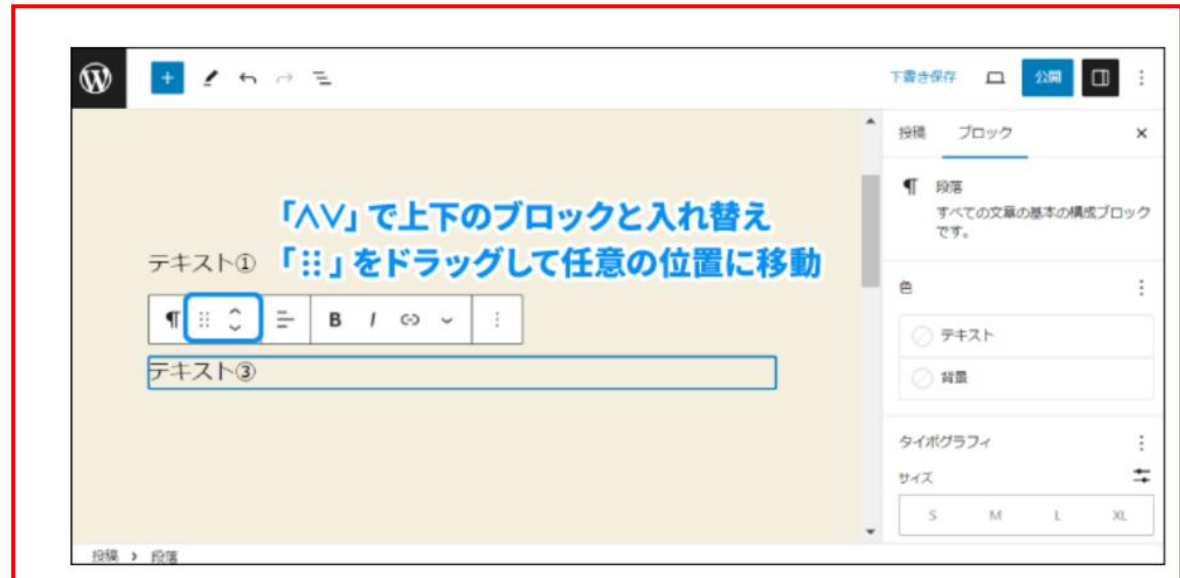 下書き保存
公開
投稿 ブロック
段落
すべての文章の基本の構成ブロック
です。
「∧∨」で上下のブロックと入れ替え
「⠿」をドラッグして任意の位置に移動
テキスト①
B I
テキスト③
色
テキスト
背景
タイポグラフィ
サイズ
S M L XL
投稿 › 段落